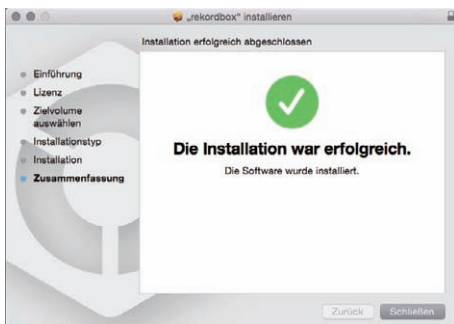 „rekordbox“ installieren
Installation erfolgreich abgeschlossen
Einführung
Lizenz
Zielvolume
auswählen
Installationstyp
Installation
Zusammenfassung
Die Installation war erfolgreich.
Die Software wurde installiert.
Zurück
Schließen